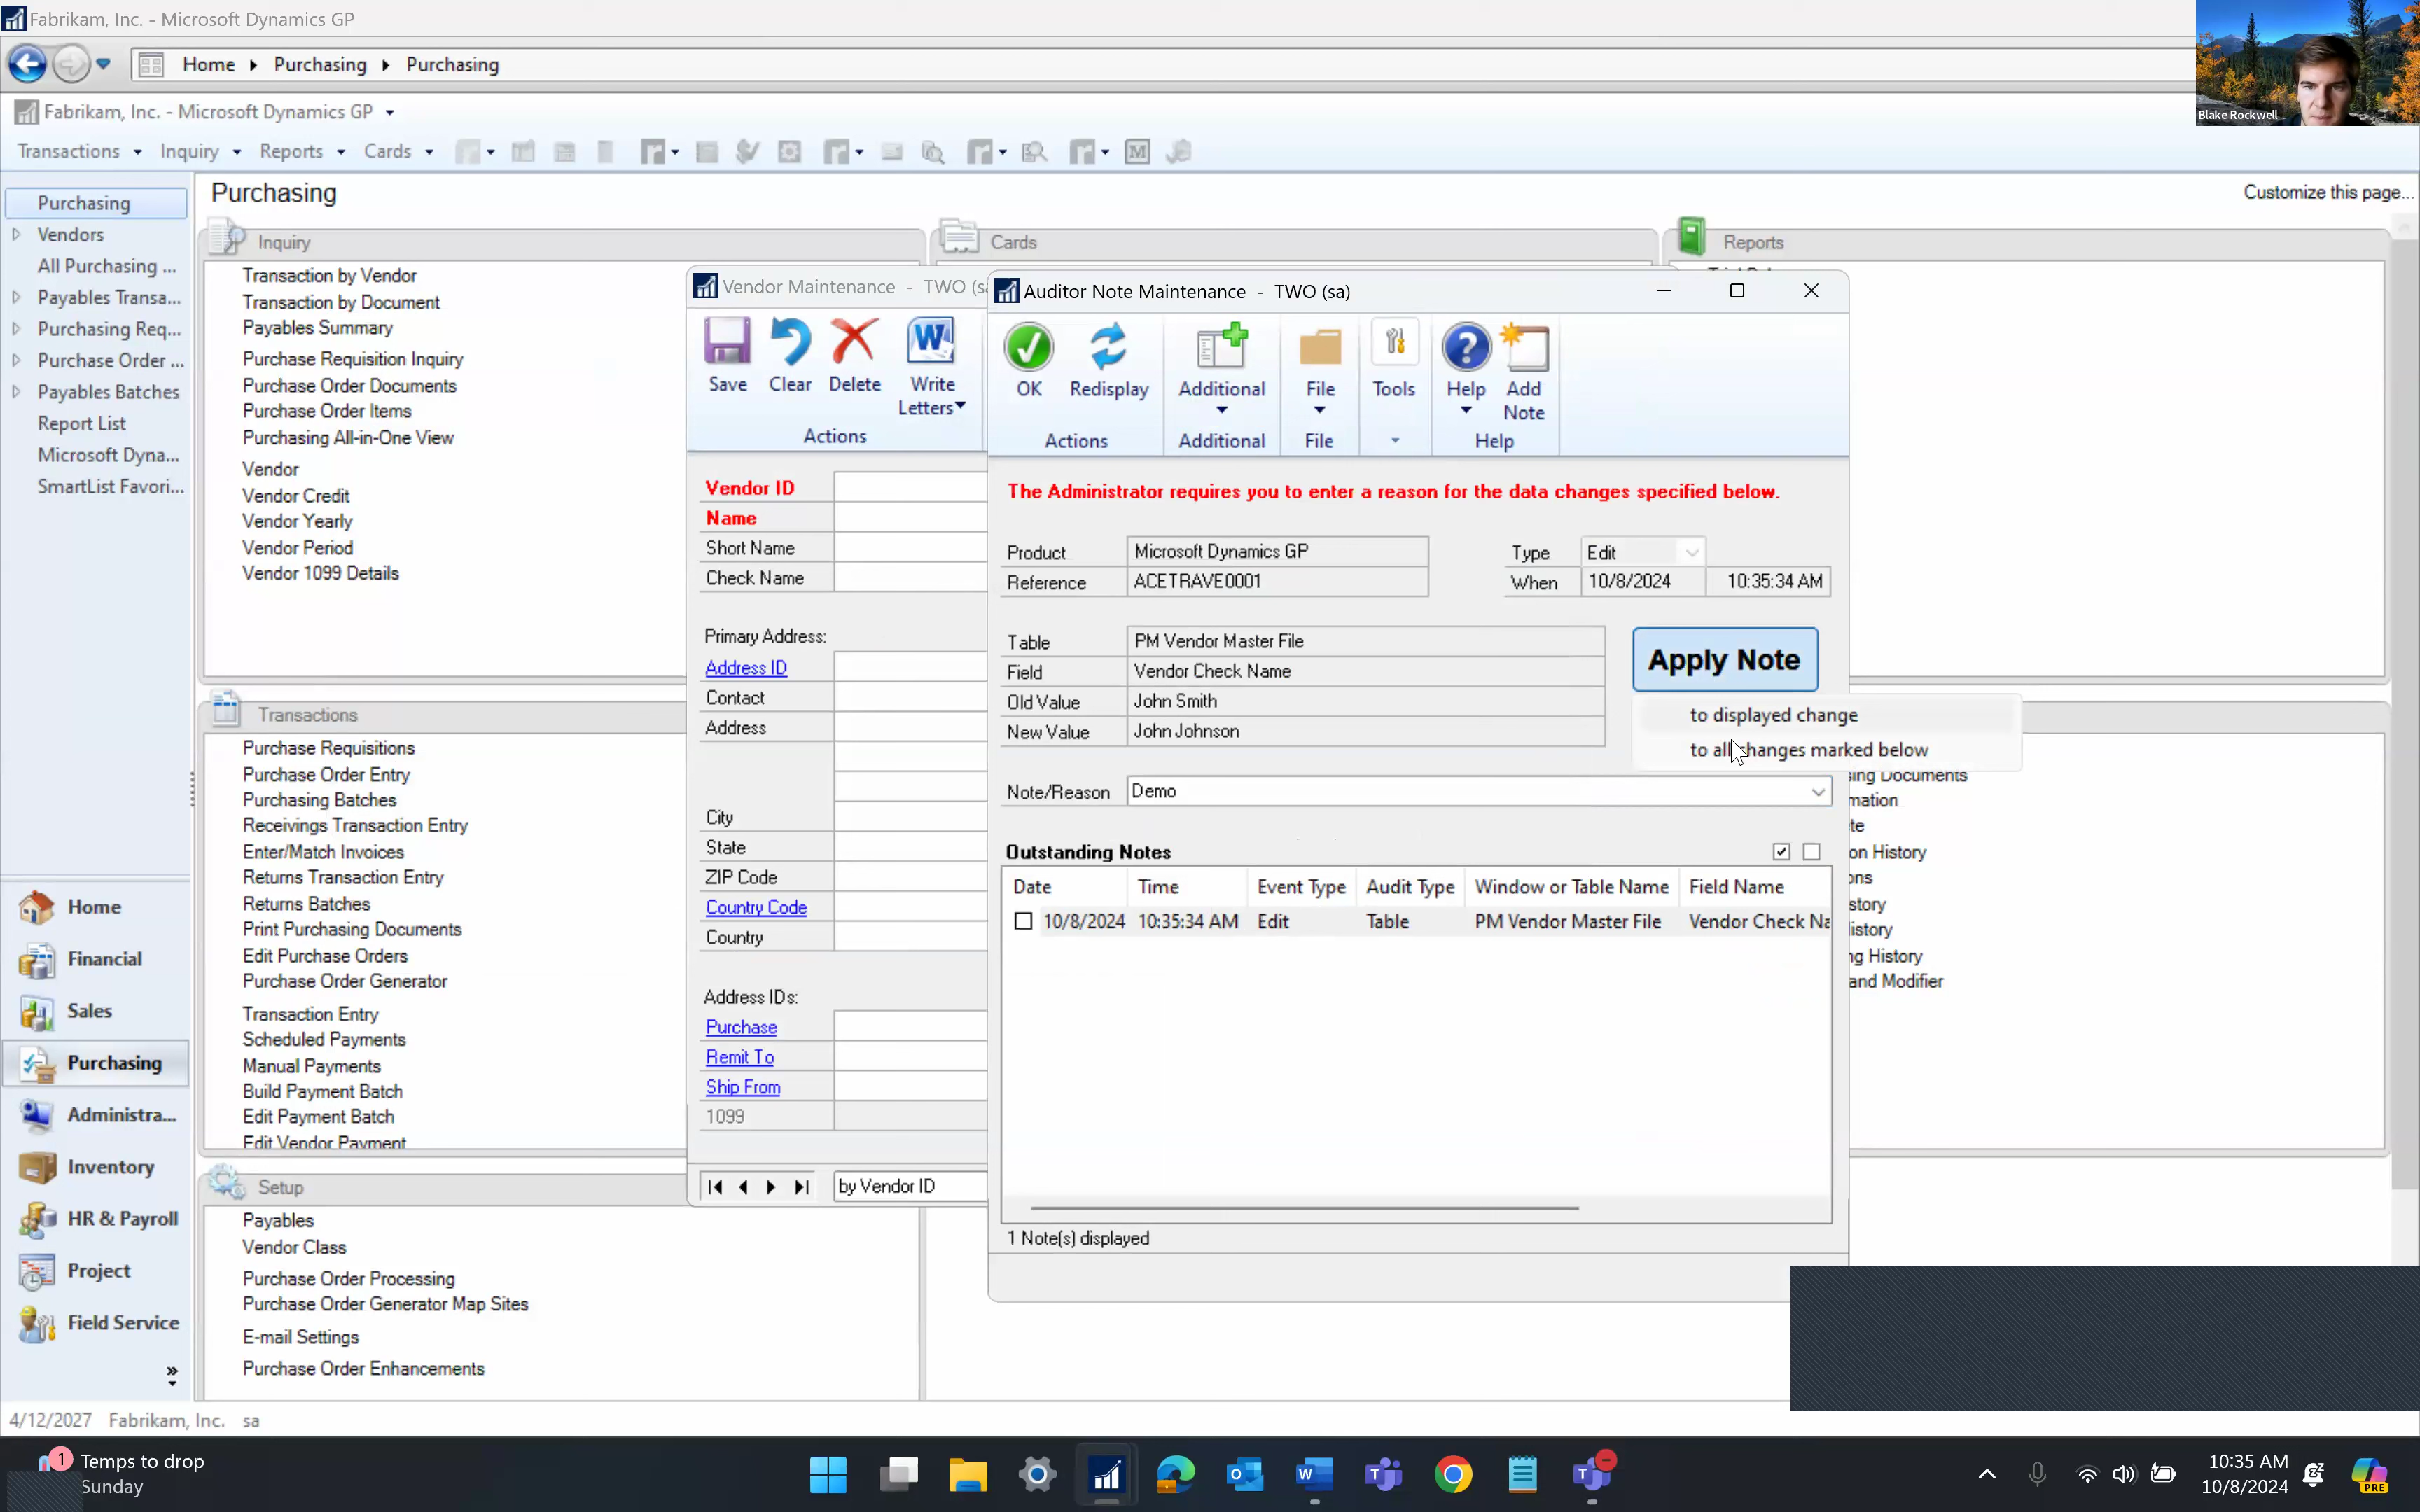 Fabrikam, Inc. - Microsoft Dynamics GP
Home Purchasing Purchasing
Blake Rockwell
Fabrikam, Inc. - Microsoft Dynamics GP
Transactions Inquiry Reports Cards
Purchasing
Vendors
All Purchasing ...
Payables Transa...
Purchasing Req...
Purchase Order ...
Payables Batches
Report List
Microsoft Dyna...
SmartList Favori...
Home
Financial
Sales
Purchasing
Administra...
Inventory
HR & Payroll
Project
Field Service
Purchasing
Customize this page...
Inquiry
Transaction by Vendor
Transaction by Document
Payables Summary
Purchase Requisition Inquiry
Purchase Order Documents
Purchase Order Items
Purchasing All-in-One View
Vendor
Vendor Credit
Vendor Yearly
Vendor Period
Vendor 1099 Details
Transactions
Purchase Requisitions
Purchase Order Entry
Purchasing Batches
Receivings Transaction Entry
Enter/Match Invoices
Returns Transaction Entry
Returns Batches
Print Purchasing Documents
Edit Purchase Orders
Purchase Order Generator
Transaction Entry
Scheduled Payments
Manual Payments
Build Payment Batch
Edit Payment Batch
Edit Vendor Payment
Setup
Payables
Vendor Class
Purchase Order Processing
Purchase Order Generator Map Sites
E-mail Settings
Purchase Order Enhancements
Cards
Reports
Vendor Maintenance - TWO (sa
Save Clear Delete Write Letters
Actions
Vendor ID
Name
Short Name
Check Name
Primary Address:
Address ID
Contact
Address
City
State
ZIP Code
Country Code
Country
Address IDs:
Purchase
Remit To
Ship From
1099
by Vendor ID
Auditor Note Maintenance - TWO (sa)
OK Redisplay Additional File Tools Help Add Note
Actions Additional File Help
The Administrator requires you to enter a reason for the data changes specified below.
Product Microsoft Dynamics GP Type Edit
Reference ACETRAVE0001 When 10/8/2024 10:35:34 AM
Table PM Vendor Master File
Field Vendor Check Name
Old Value John Smith
New Value John Johnson
Apply Note
to displayed change
to all changes marked below
Note/Reason Demo
Outstanding Notes
Date Time Event Type Audit Type Window or Table Name Field Name
10/8/2024 10:35:34 AM Edit Table PM Vendor Master File Vendor Check Na
1 Note(s) displayed
sing Documents
mation
te
on History
ons
story
istory
ng History
and Modifier
4/12/2027 Fabrikam, Inc. sa
1
Temps to drop
Sunday
10:35 AM
10/8/2024
PRE